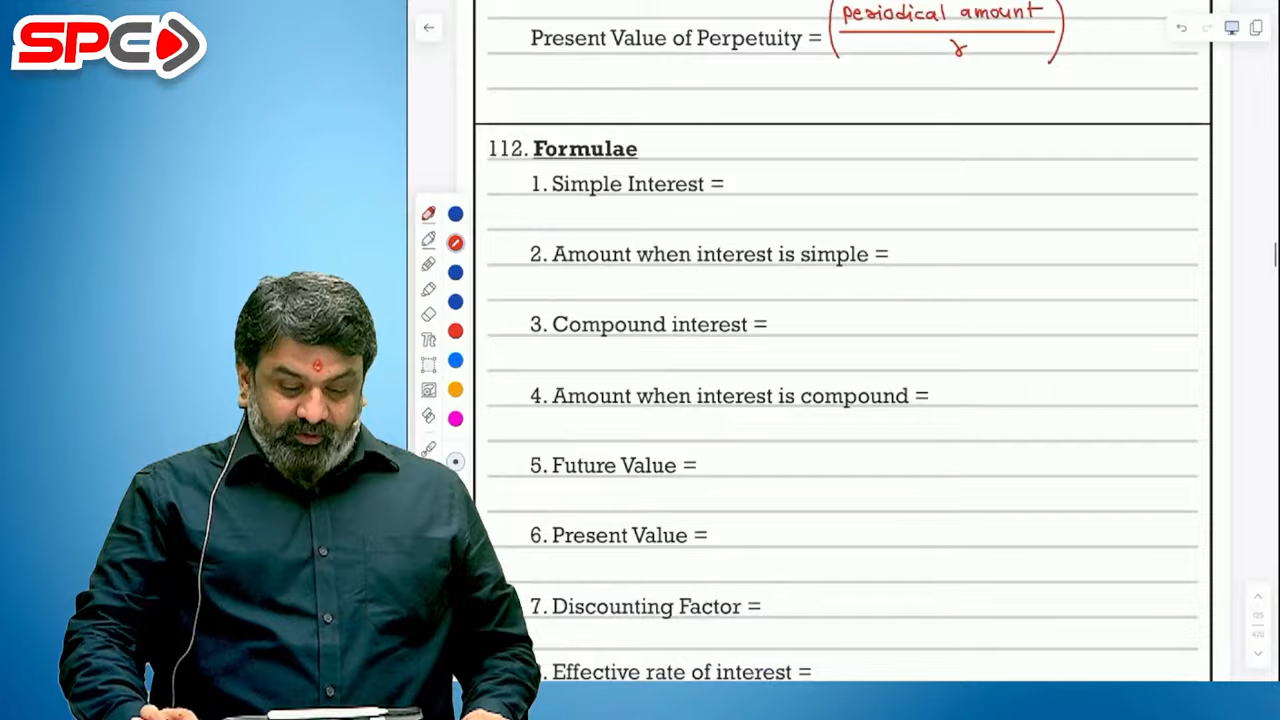 SPC
periodical amount
Present Value of Perpetuity = ( r )
112. Formulae
1. Simple Interest =
2. Amount when interest is simple =
3. Compound interest =
4. Amount when interest is compound =
5. Future Value =
6. Present Value =
7. Discounting Factor =
. Effective rate of interest =
Tt